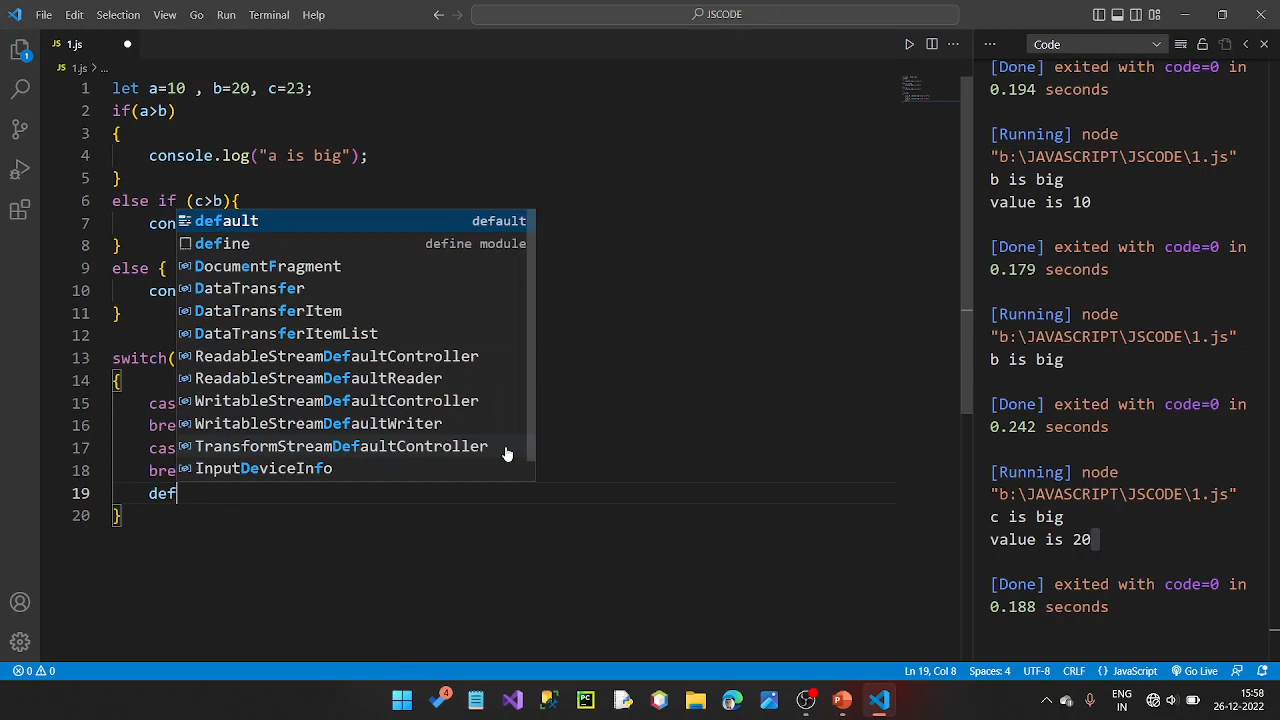 File Edit Selection View Go Run Terminal Help
JSCODE
1
JS 1.js
Code
JS 1.js > ...
1 let a=10 , b=20, c=23;
2 if(a>b)
3 {
4 console.log("a is big");
5 }
6 else if (c>b){
7 con
8 }
9 else {
10 con
11 }
12
13 switch(
14 {
15 cas
16 bre
17 cas
18 bre
19 def
20 }
default default
define define module
DocumentFragment
DataTransfer
DataTransferItem
DataTransferItemList
ReadableStreamDefaultController
ReadableStreamDefaultReader
WritableStreamDefaultController
WritableStreamDefaultWriter
TransformStreamDefaultController
InputDeviceInfo
[Done] exited with code=0 in
0.194 seconds
[Running] node
"b:\JAVASCRIPT\JSCODE\1.js"
b is big
value is 10
[Done] exited with code=0 in
0.179 seconds
[Running] node
"b:\JAVASCRIPT\JSCODE\1.js"
b is big
[Done] exited with code=0 in
0.242 seconds
[Running] node
"b:\JAVASCRIPT\JSCODE\1.js"
c is big
value is 20
[Done] exited with code=0 in
0.188 seconds
0 0
Ln 19, Col 8 Spaces: 4 UTF-8 CRLF {} JavaScript Go Live
4
PC
ENG
IN
15:58
26-12-2022